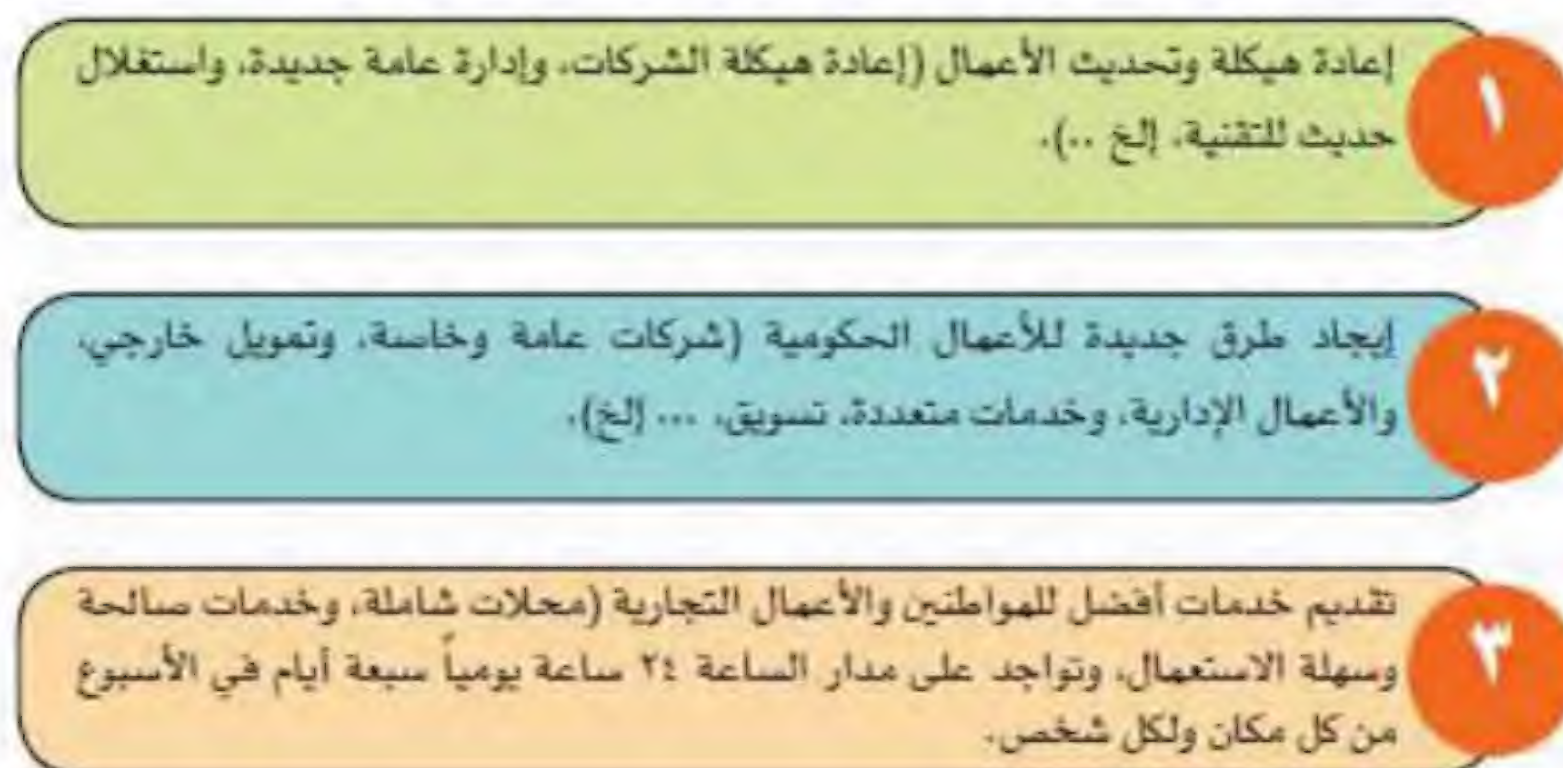 ١
إعادة هيكلة وتحديث الأعمال (إعادة هيكلة الشركات، وإدارة عامة جديدة، واستغلال
حديث للتقنية، إلخ ..).
٢
إيجاد طرق جديدة للأعمال الحكومية (شركات عامة وخاصة، وتمويل خارجي،
والأعمال الإدارية، وخدمات متعددة، تسويق، ... إلخ).
٣
تقديم خدمات أفضل للمواطنين والأعمال التجارية (محلات شاملة، وخدمات صالحة
وسهلة الاستعمال، وتواجد على مدار الساعة ٢٤ ساعة يومياً سبعة أيام في الأسبوع
من كل مكان ولكل شخص.